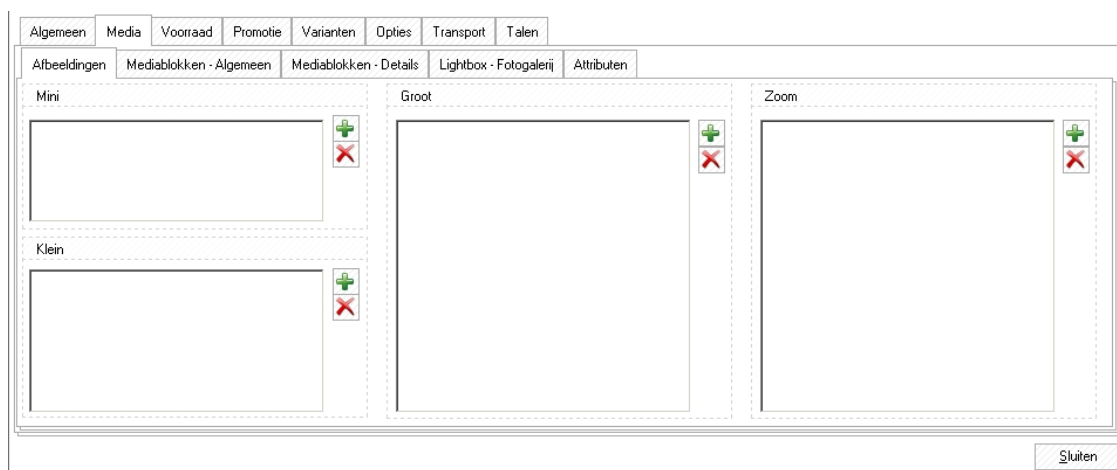 Algemeen Media Voorraad Promotie Varianten Opties Transport Talen
Afbeeldingen Mediablokken - Algemeen Mediablokken - Details Lightbox - Fotogalerij Attributen
Mini Groot Zoom
Klein
Sluiten